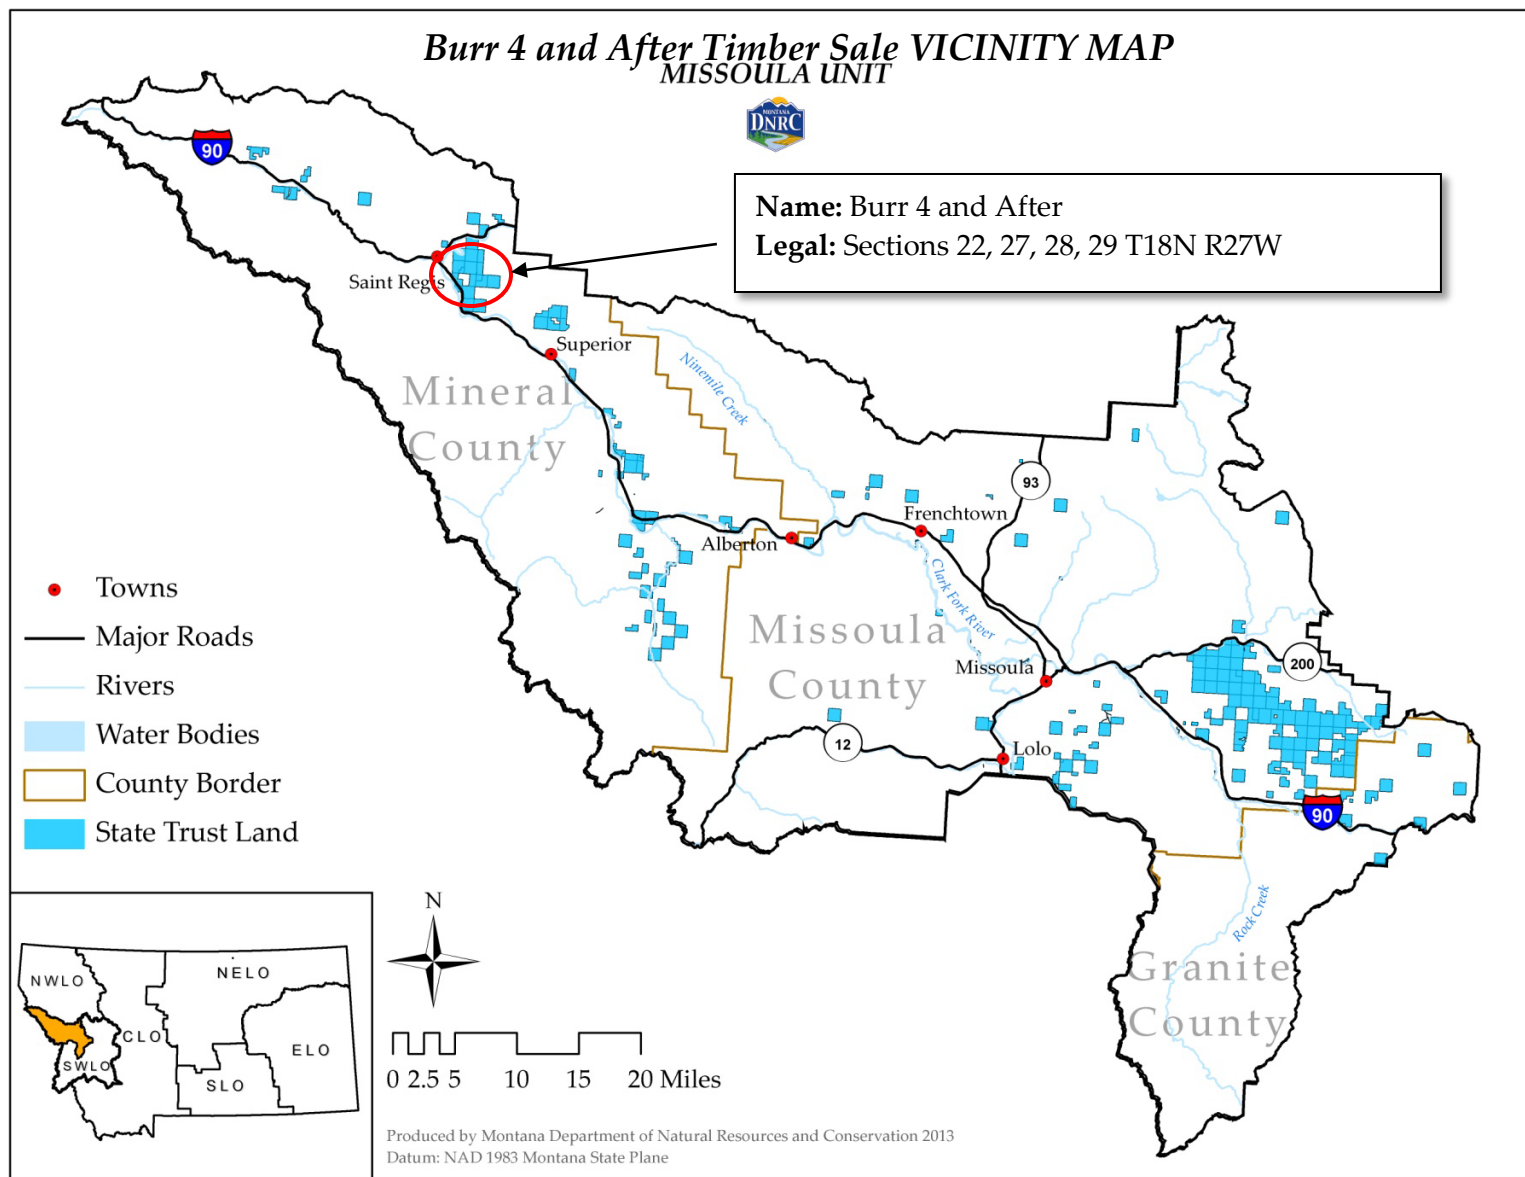 Burr 4 and After Timber Sale VICINITY MAP
MISSOULA UNIT
MONTANA
DNRC
Name: Burr 4 and After
Legal: Sections 22, 27, 28, 29 T18N R27W
90
Saint Regis
Superior
Mineral
County
Ninemile Creek
93
Frenchtown
Alberton
Clark Fork River
Missoula
County
Missoula
200
12
Lolo
90
Rock Creek
Granite
County
Towns
Major Roads
Rivers
Water Bodies
County Border
State Trust Land
NWLO
NELO
CLO
SWLO
ELO
SLO
N
0 2.5 5 10 15 20 Miles
Produced by Montana Department of Natural Resources and Conservation 2013
Datum: NAD 1983 Montana State Plane